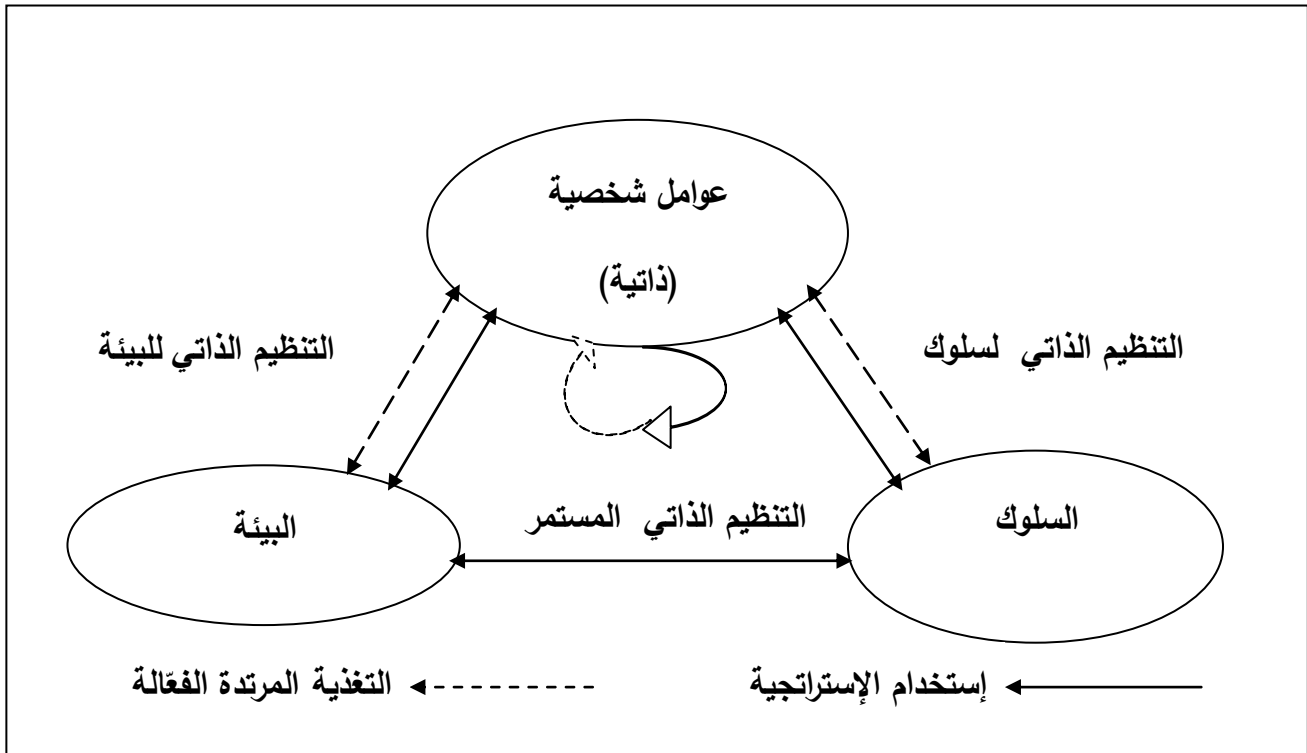 عوامل شخصية
(ذاتية)
التنظيم الذاتي لسلوك
التنظيم الذاتي للبيئة
التنظيم الذاتي المستمر
السلوك
البيئة
إستخدام الإستراتجية
التغذية المرتدة الفعّالة